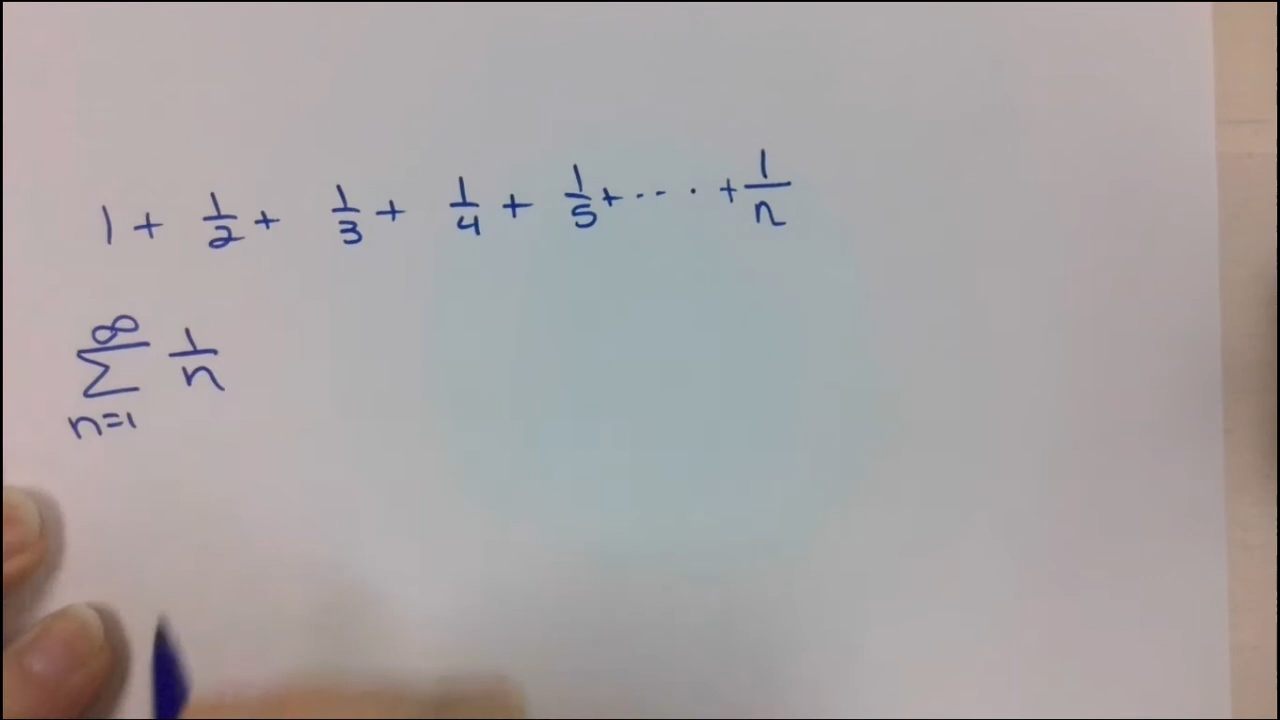 1 + 1/2 + 1/3 + 1/4 + 1/5 + ... . + 1/n
∞ ∑ n=1 1/n